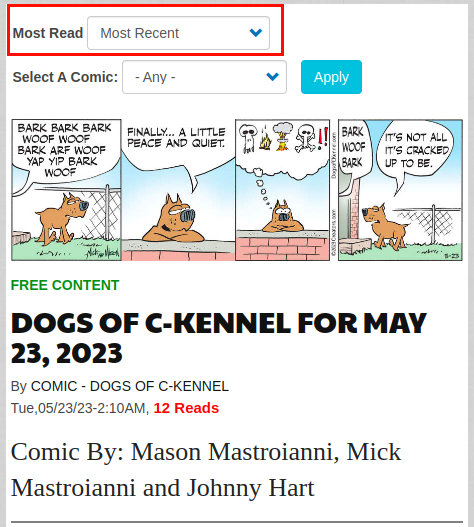 Most Read Most Recent
Select A Comic: - Any - Apply
BARK BARK BARK
WOOF WOOF
BARK ARF WOOF
YAP YIP BARK
WOOF
FINALLY... A LITTLE
PEACE AND QUIET.
!!
BARK
WOOF
BARK
IT'S NOT ALL
IT'S CRACKED
UP TO BE.
5-23
FREE CONTENT
DOGS OF C-KENNEL FOR MAY
23, 2023
By COMIC - DOGS OF C-KENNEL
Tue,05/23/23-2:10AM, 12 Reads
Comic By: Mason Mastroianni, Mick
Mastroianni and Johnny Hart